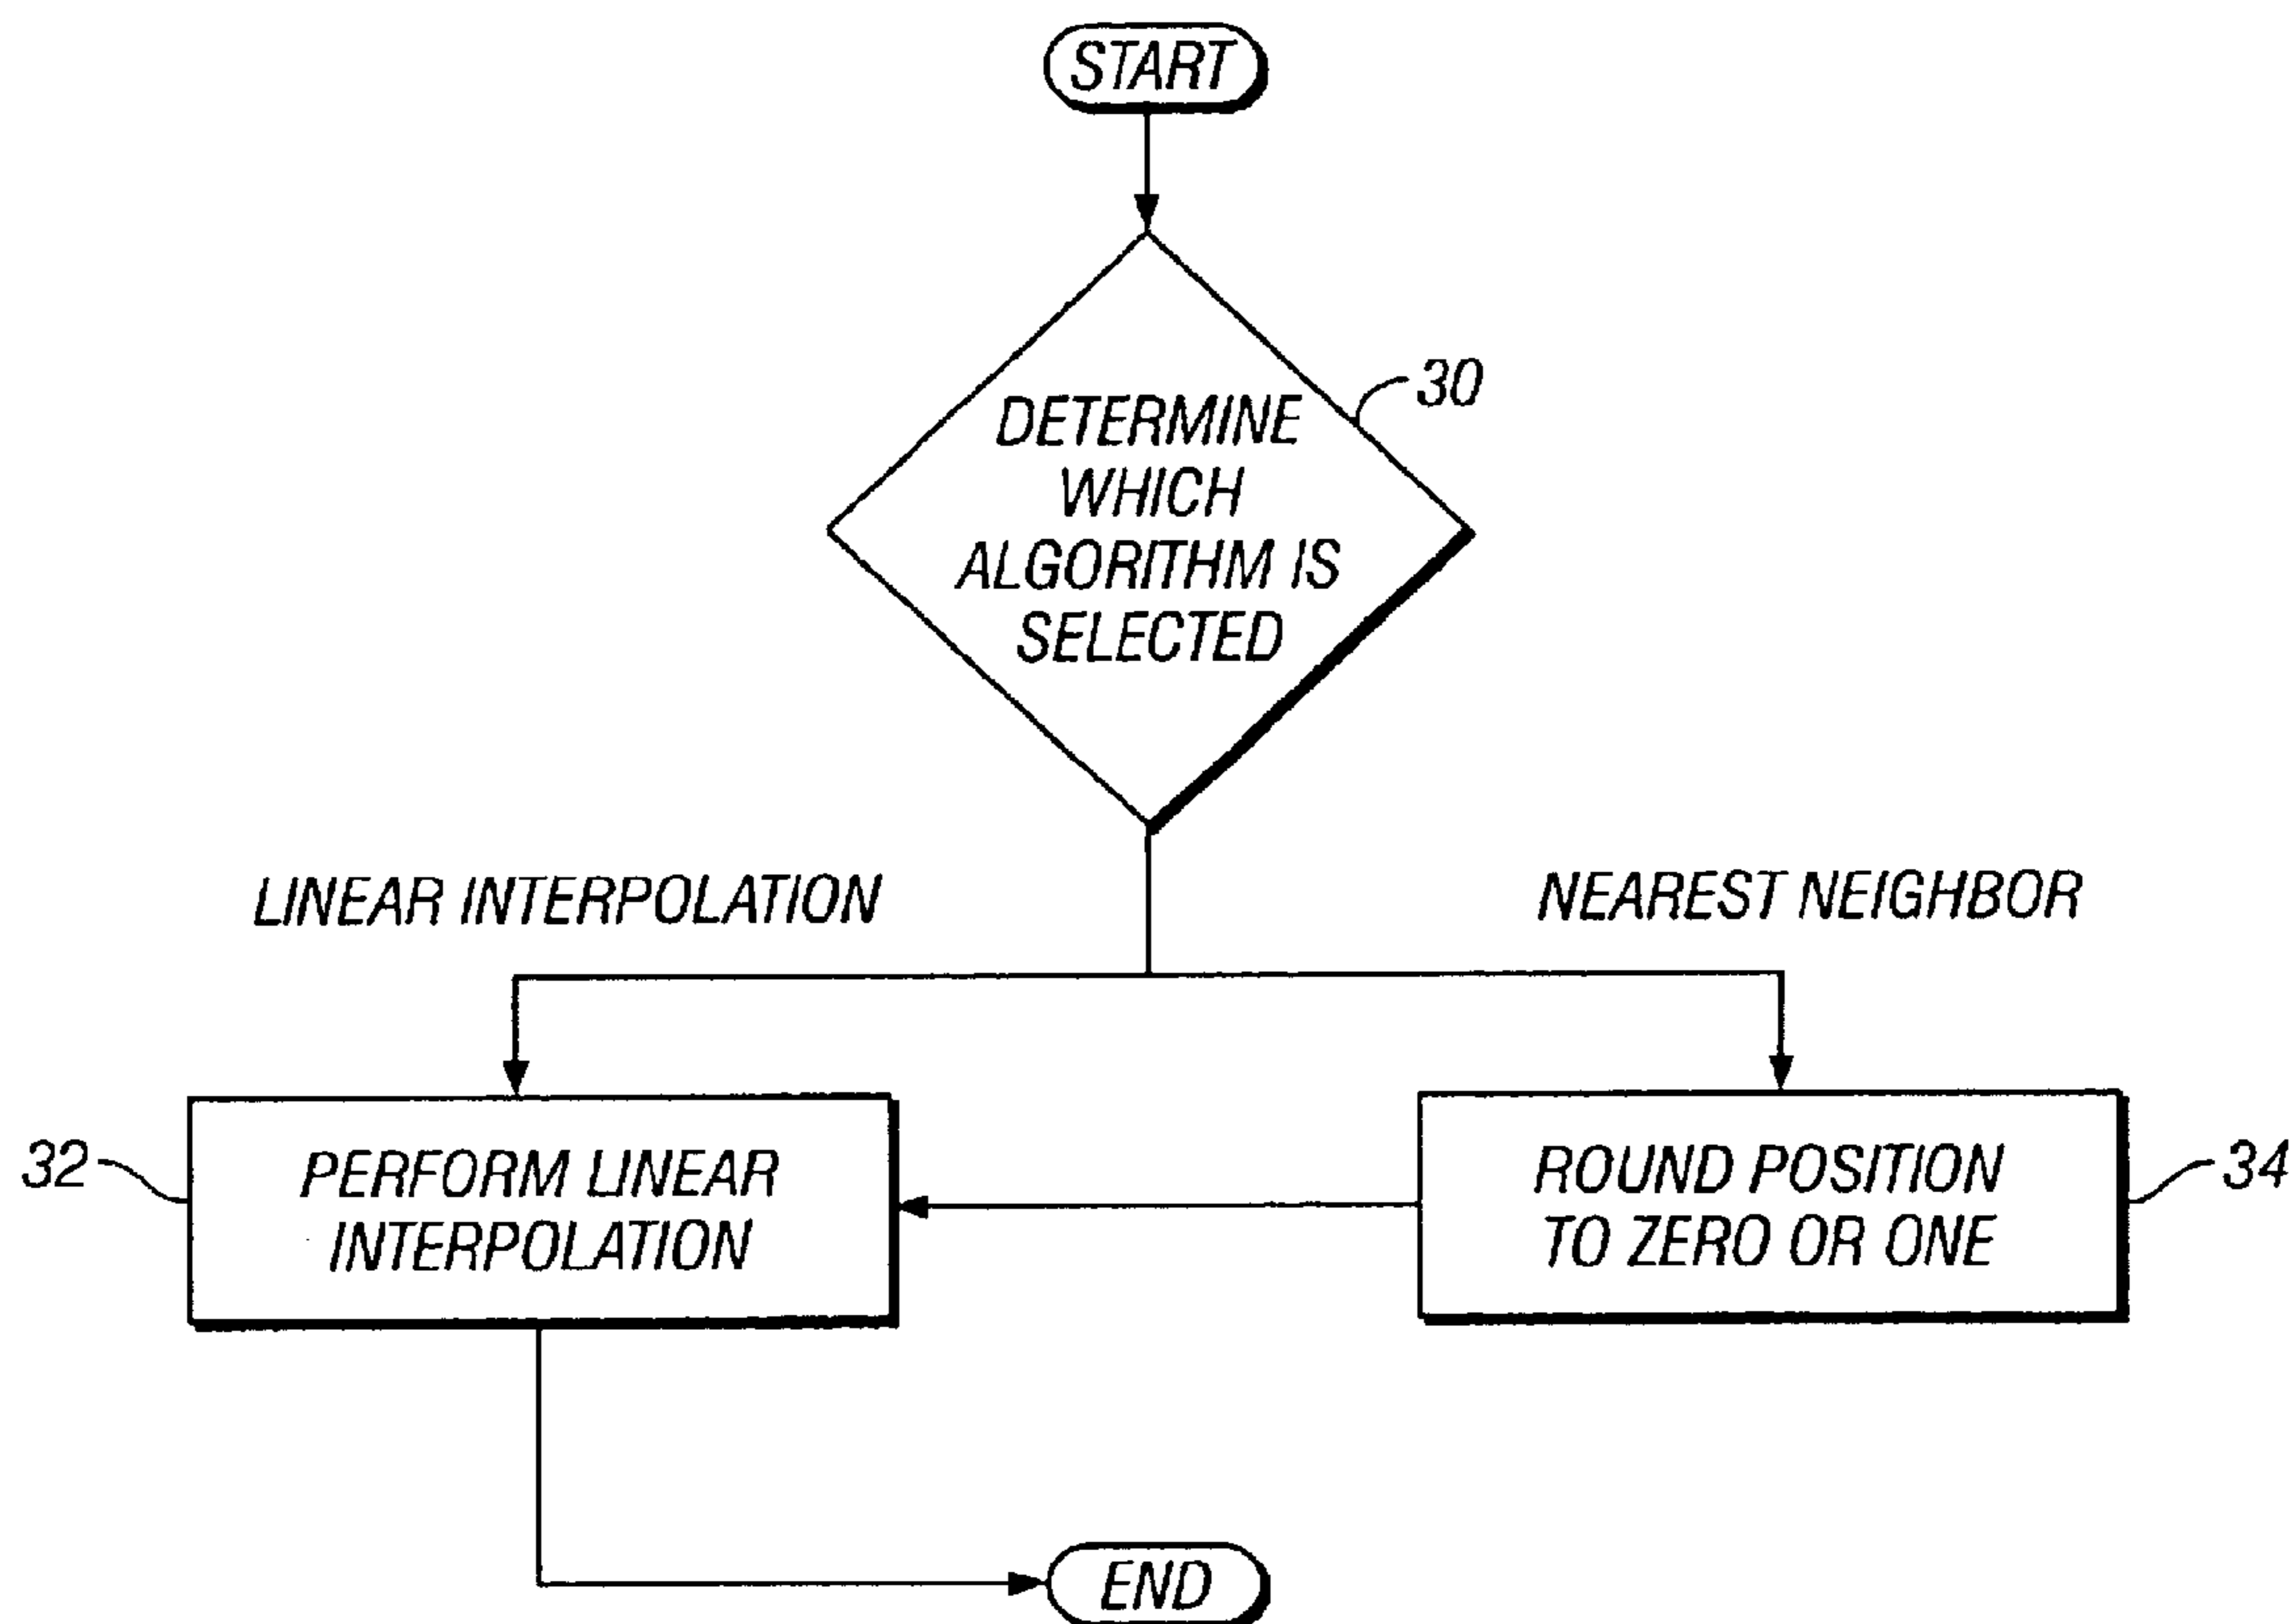 START
30
DETERMINE
WHICH
ALGORITHM IS
SELECTED
LINEAR INTERPOLATION
NEAREST NEIGHBOR
32
PERFORM LINEAR
INTERPOLATION
ROUND POSITION
TO ZERO OR ONE
34
END